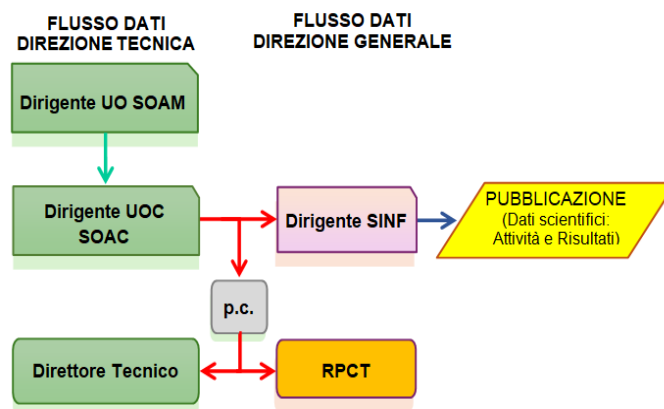 FLUSSO DATI
DIREZIONE TECNICA
FLUSSO DATI
DIREZIONE GENERALE
Dirigente UO SOAM
Dirigente UOC
SOAC
Dirigente SINF
PUBBLICAZIONE
(Dati scientifici:
Attività e Risultati)
p.c.
Direttore Tecnico
RPCT